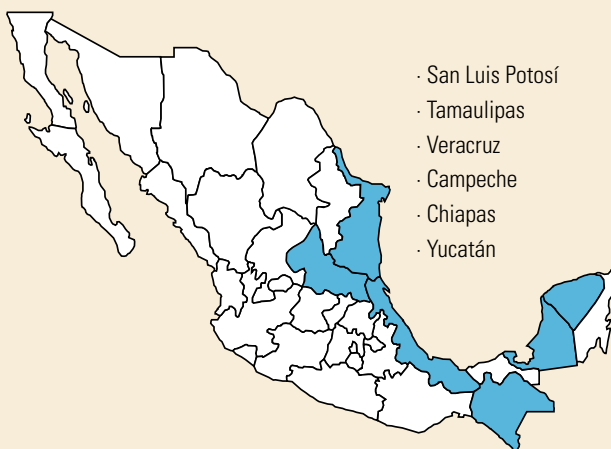 · San Luis Potosí
· Tamaulipas
· Veracruz
· Campeche
· Chiapas
· Yucatán